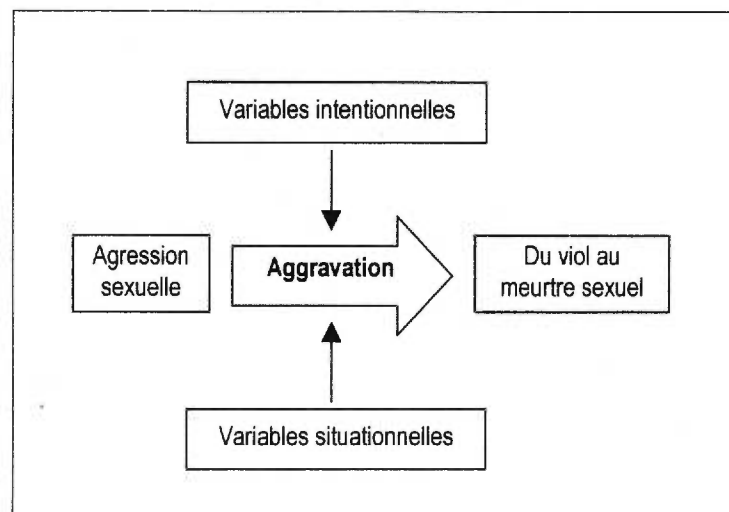 Variables intentionnelles
Agression
sexuelle
Aggravation
Du viol au
meurtre sexuel
Variables situationnelles